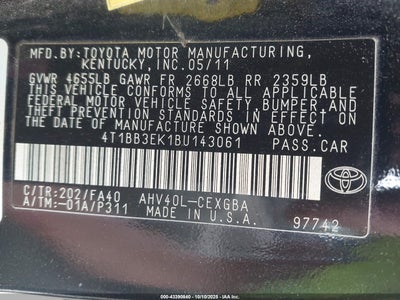 MFD.BY:TOYOTA MOTOR MANUFACTURING,
KENTUCKY, INC.05/11
GVWR 4655LB GAWR FR 2668LB RR 2359LB
THIS VEHICLE CONFORMS TO ALL APPLICABLE
FEDERAL MOTOR VEHICLE SAFETY,BUMPER,AND
THEFT PREVENTION STANDARDS IN EFFECT ON
THE DATE OF MANUFACTURE SHOWN ABOVE.
4T1BB3EK1BU143061 PASS.CAR
C/TR:202/FA40 AHV40L-CEXGBA
A/TM:-01A/P311 MADE IN U.S.A. 97742
TOYOTA
000-43390840 - 10/10/2025 -